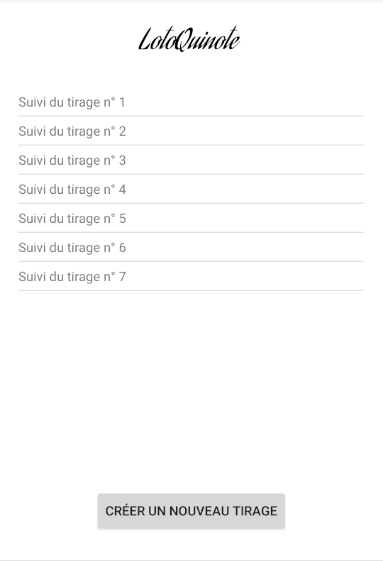 LotoQuinote
Suivi du tirage n° 1
Suivi du tirage n° 2
Suivi du tirage n° 3
Suivi du tirage n° 4
Suivi du tirage n° 5
Suivi du tirage n° 6
Suivi du tirage n° 7
CRÉER UN NOUVEAU TIRAGE